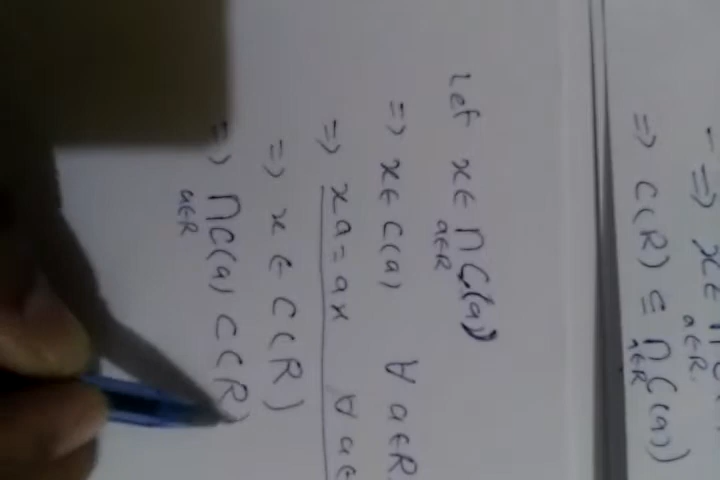 ⇒ x ∈
a∈R
⇒ C(R) ⊆ ∩ C(a)
a∈R
Let x ∈ ∩ C(a)
a∈R
⇒ x ∈ C(a) ∀ a∈R
⇒ xa = ax ∀ a∈
⇒ x ∈ C(R)
⇒ ∩ C(a) ⊂ C(R)
a∈R